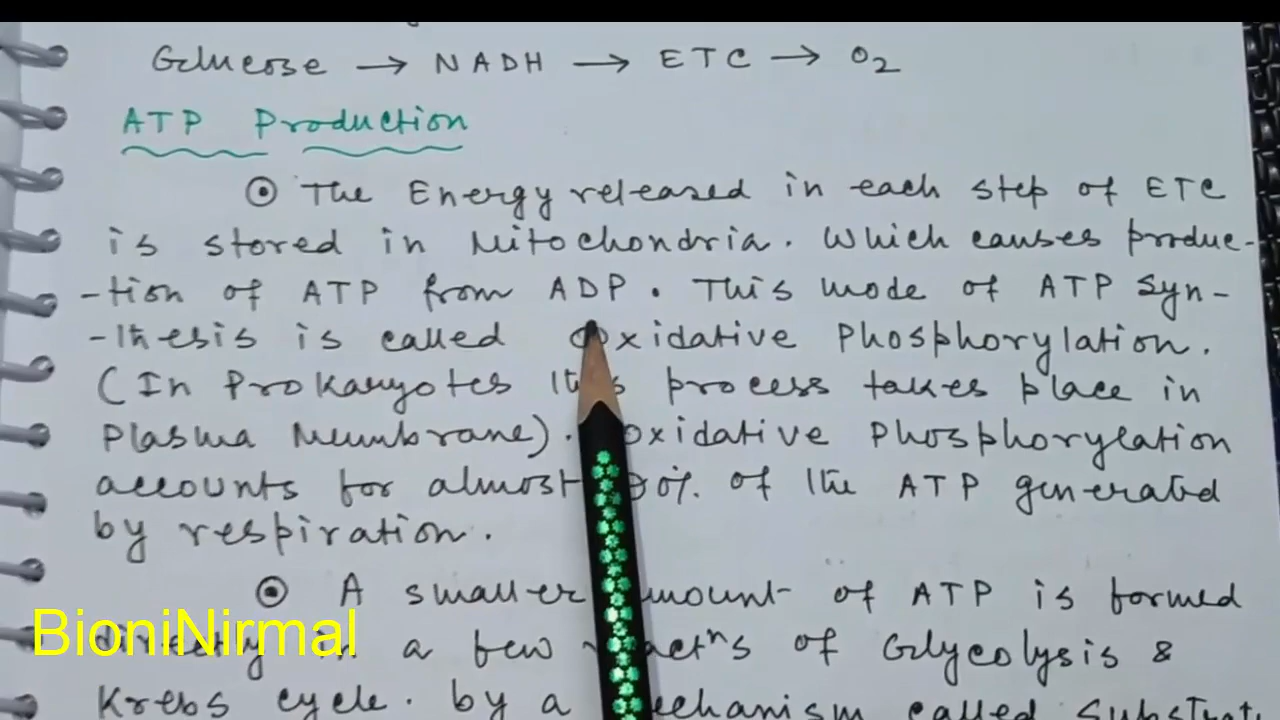 Glucose → NADH → ETC → O2
ATP Production
⊙ The Energy released in each step of ETC
is stored in Mitochondria. Which causes produc-
-tion of ATP from ADP. This mode of ATP Syn-
-thesis is called oxidative Phosphorylation.
(In Prokaryotes process takes place in
Plasma Membrane). oxidative Phosphorylation
accounts for almost of the ATP generated
by respiration.
⊙ A smaller amount of ATP is formed
directly in a few reactⁿs of Glycolysis &
Krebs cycle. by a mechanism called
BioniNirmal